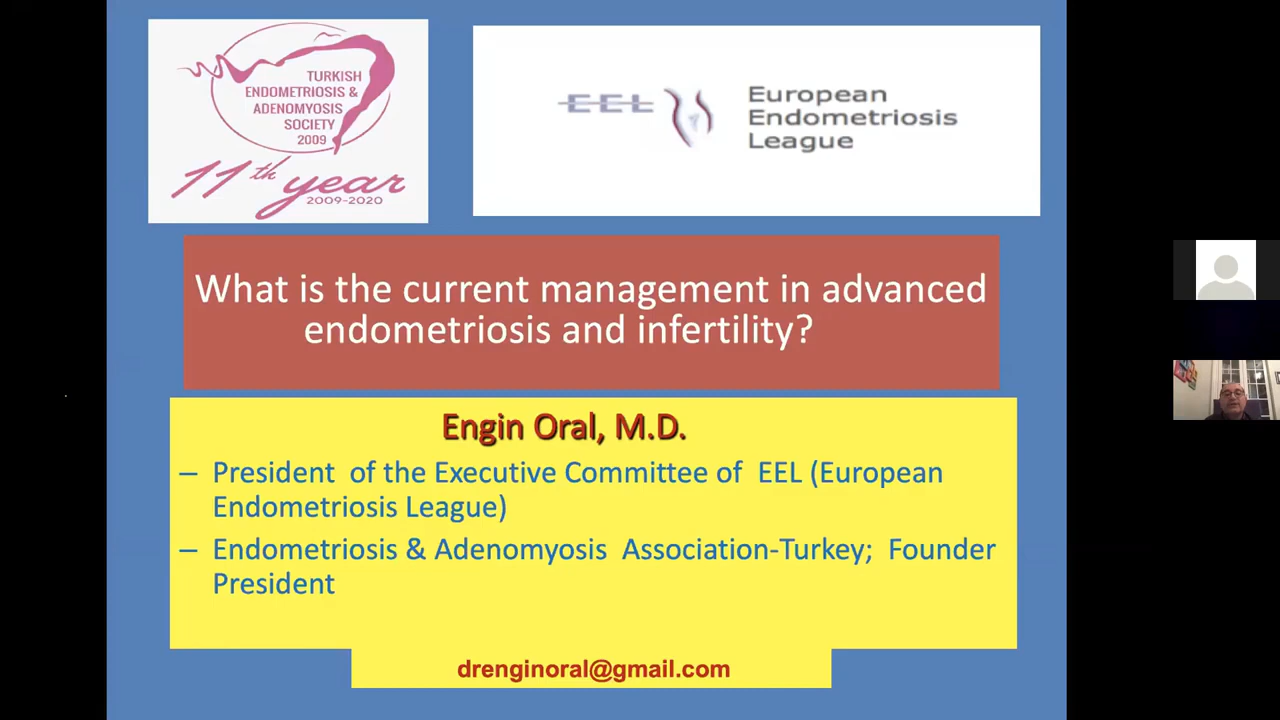 TURKISH
ENDOMETRIOSIS &
ADENOMYOSIS
SOCIETY
2009
11th year
2009-2020
EEL
European
Endometriosis
League
What is the current management in advanced
endometriosis and infertility?
Engin Oral, M.D.
– President of the Executive Committee of EEL (European
Endometriosis League)
– Endometriosis & Adenomyosis Association-Turkey; Founder
President
drenginoral@gmail.com